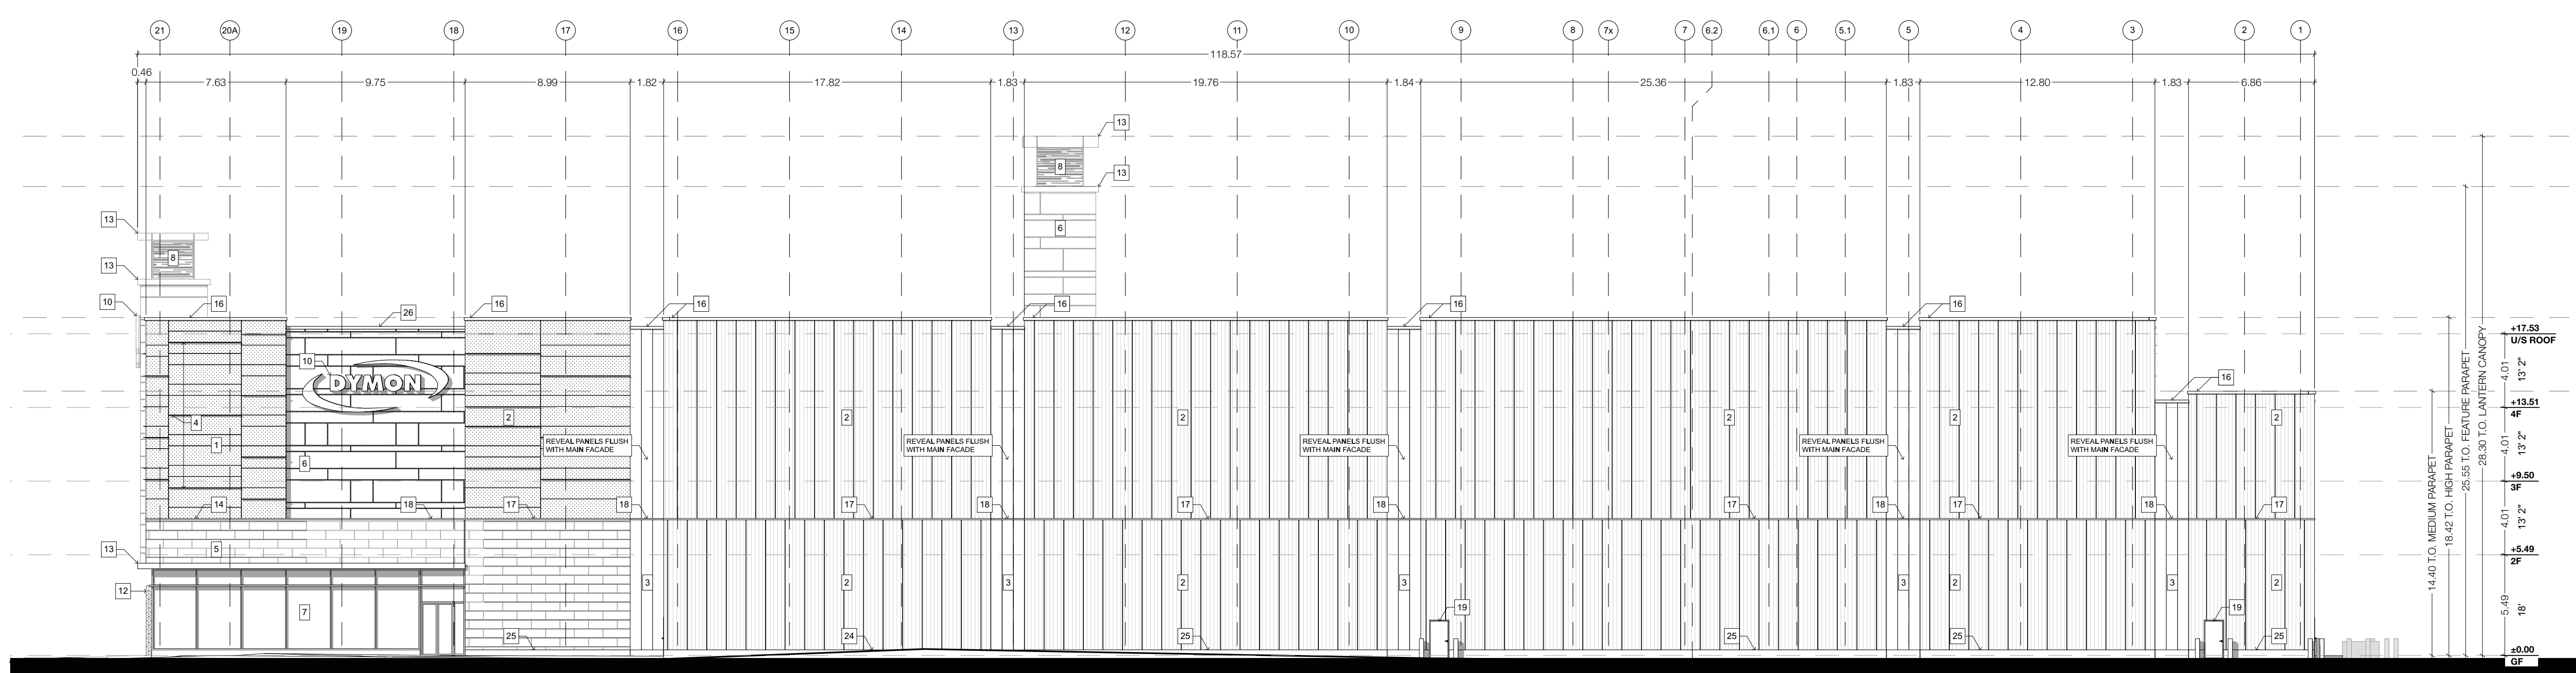 21 20A 19 18 17 16 15 14 13 12 11 10 9 8 7x 7 6.2 6.1 6 5.1 5 4 3 2 1
118.57
0.46
7.63 9.75 8.99 1.82 17.82 1.83 19.76 1.84 25.36 1.83 12.80 1.83 6.86
13
8
13
13
6
13
8
13
10
16
26
16
16
16
16
16
16
10
DYMON
4
1
6
2
2
2
2
2
2
REVEAL PANELS FLUSH
WITH MAIN FACADE
REVEAL PANELS FLUSH
WITH MAIN FACADE
REVEAL PANELS FLUSH
WITH MAIN FACADE
REVEAL PANELS FLUSH
WITH MAIN FACADE
REVEAL PANELS FLUSH
WITH MAIN FACADE
14 18 17 18 17 18 17 18 17 18 17 18 17
5
13
12
7
3 2 3 2 3 2 3 2 3 2
19
19
25 24 25 25 25 25
14.40 T.O. MEDIUM PARAPET
18.42 T.O. HIGH PARAPET
25.55 T.O. FEATURE PARAPET
28.30 T.O. LANTERN CANOPY
+17.53
U/S ROOF
4.01
13' 2"
+13.51
4F
4.01
13' 2"
+9.50
3F
4.01
13' 2"
+5.49
2F
5.49
18'
±0.00
GF